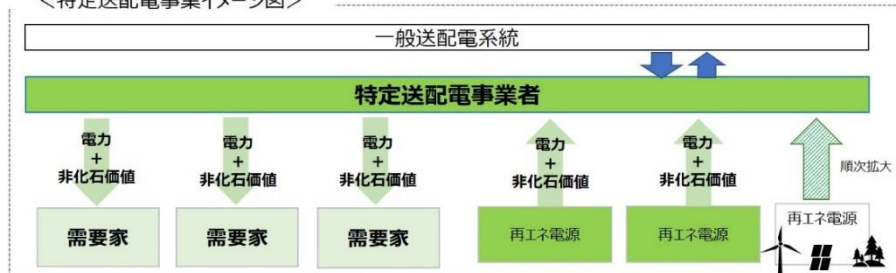 ＜特定送配電事業イメージ図＞
一般送配電系統
特定送配電事業者
電力
+
非化石価値
電力
+
非化石価値
電力
+
非化石価値
電力
+
非化石価値
電力
+
非化石価値
順次拡大
需要家
需要家
需要家
再エネ電源
再エネ電源
再エネ電源